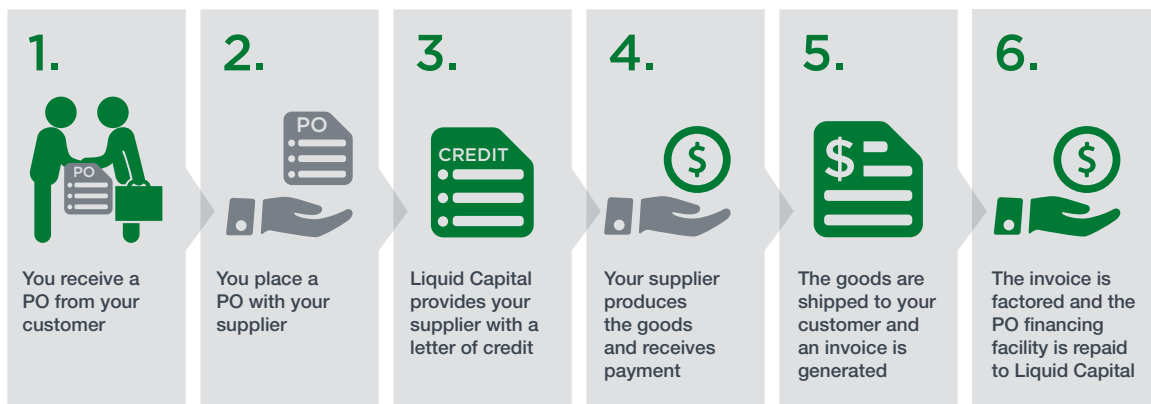 1.
PO
You receive a
PO from your
customer
2.
PO
You place a
PO with your
supplier
3.
CREDIT
Liquid Capital
provides your
supplier with a
letter of credit
4.
$
Your supplier
produces
the goods
and receives
payment
5.
$
The goods are
shipped to your
customer and
an invoice is
generated
6.
$
The invoice is
factored and the
PO financing
facility is repaid
to Liquid Capital